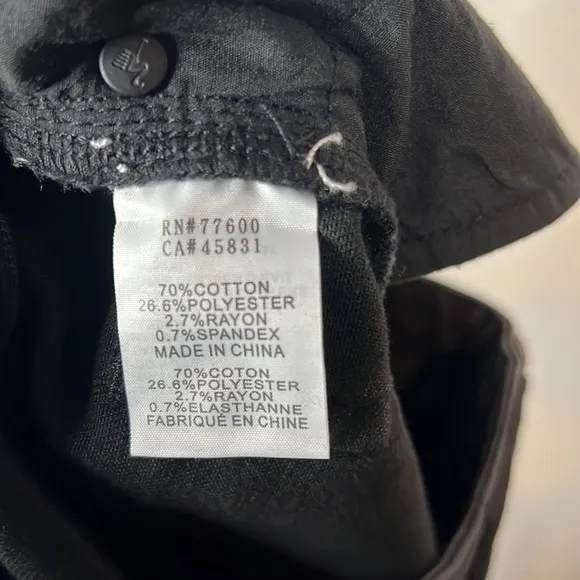 RN#77600
CA#45831
70%COTTON
26.6%POLYESTER
2.7%RAYON
0.7%SPANDEX
MADE IN CHINA
70%COTON
26.6%POLYESTER
2.7%RAYON
0.7%ELASTHANNE
FABRIQUÉ EN CHINE